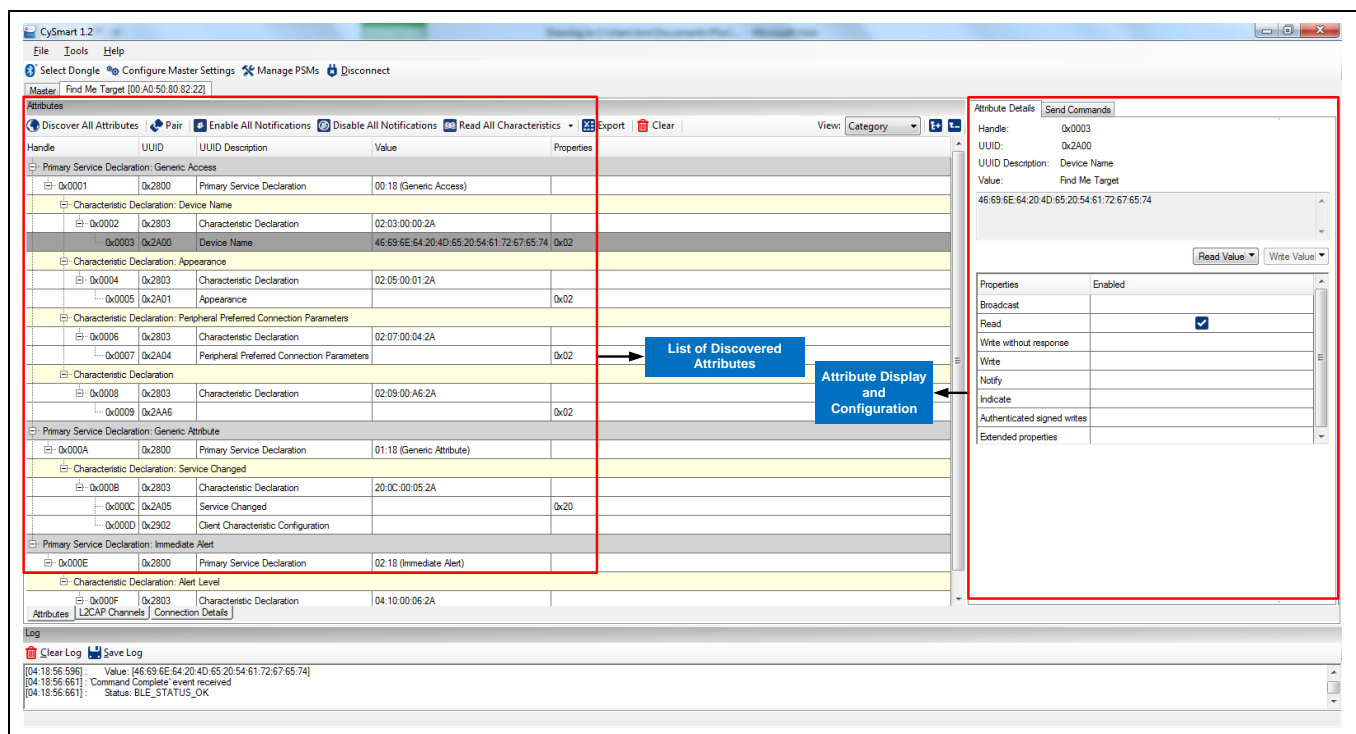 CySmart 1.2
File Tools Help
Select Dongle Configure Master Settings Manage PSMs Disconnect
Master Find Me Target [00:A0:50:80:82:22]
Attributes
Discover All Attributes Pair Enable All Notifications Disable All Notifications Read All Characteristics Export Clear View: Category
Handle UUID UUID Description Value Properties
Primary Service Declaration: Generic Access
0x0001 0x2800 Primary Service Declaration 00:18 (Generic Access)
Characteristic Declaration: Device Name
0x0002 0x2803 Characteristic Declaration 02:03:00:00:2A
0x0003 0x2A00 Device Name 46:69:6E:64:20:4D:65:20:54:61:72:67:65:74 0x02
Characteristic Declaration: Appearance
0x0004 0x2803 Characteristic Declaration 02:05:00:01:2A
0x0005 0x2A01 Appearance 0x02
Characteristic Declaration: Peripheral Preferred Connection Parameters
0x0006 0x2803 Characteristic Declaration 02:07:00:04:2A
0x0007 0x2A04 Peripheral Preferred Connection Parameters 0x02
Characteristic Declaration
0x0008 0x2803 Characteristic Declaration 02:09:00:A6:2A
0x0009 0x2AA6 0x02
Primary Service Declaration: Generic Attribute
0x000A 0x2800 Primary Service Declaration 01:18 (Generic Attribute)
Characteristic Declaration: Service Changed
0x000B 0x2803 Characteristic Declaration 20:0C:00:05:2A
0x000C 0x2A05 Service Changed 0x20
0x000D 0x2902 Client Characteristic Configuration
Primary Service Declaration: Immediate Alert
0x000E 0x2800 Primary Service Declaration 02:18 (Immediate Alert)
Characteristic Declaration: Alert Level
0x000F 0x2803 Characteristic Declaration 04:10:00:06:2A
Attributes L2CAP Channels Connection Details
List of Discovered
Attributes
Attribute Display
and
Configuration
Attribute Details Send Commands
Handle: 0x0003
UUID: 0x2A00
UUID Description: Device Name
Value: Find Me Target
46:69:6E:64:20:4D:65:20:54:61:72:67:65:74
Read Value Write Value
Properties Enabled
Broadcast
Read
Write without response
Write
Notify
Indicate
Authenticated signed writes
Extended properties
Log
Clear Log Save Log
[04:18:56:596] : Value: [46:69:6E:64:20:4D:65:20:54:61:72:67:65:74]
[04:18:56:661] : 'Command Complete' event received
[04:18:56:661] : Status: BLE_STATUS_OK